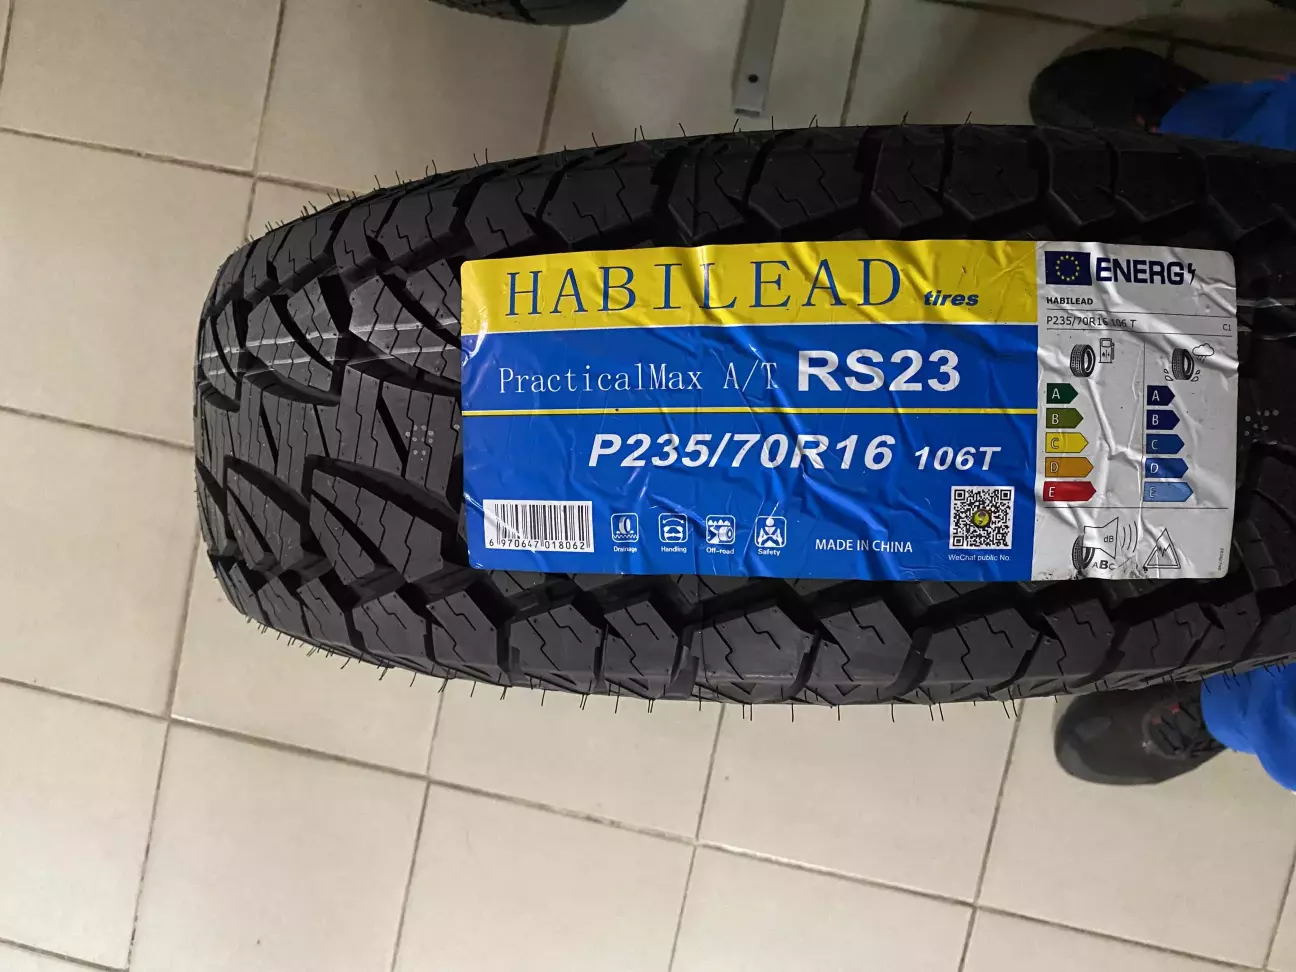 HABILEAD tires
PracticalMax A/T RS23
P235/70R16 106T
6 970647 018062
Drainage
Handling
Off-road
Safety
MADE IN CHINA
WeChat public No.
ENERG
HABILEAD
P235/70R16 106 T
C1
A
B
C
D
E
A
B
C
D
E
dB
ABC